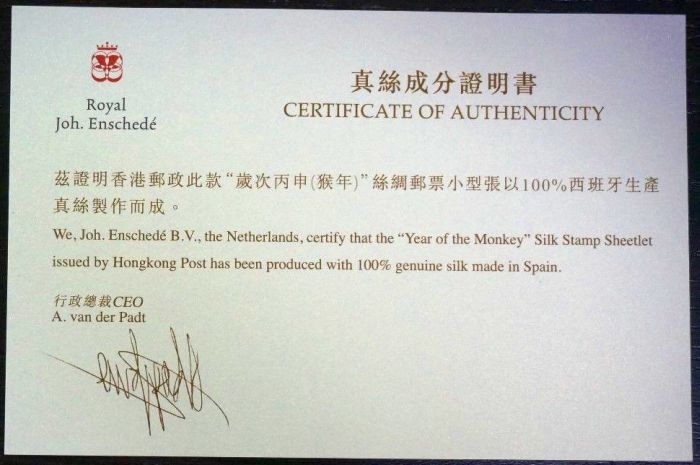 Royal
Joh. Enschedé
真絲成分證明書
CERTIFICATE OF AUTHENTICITY
茲證明香港郵政此款“歲次丙申(猴年)”絲綢郵票小型張以100%西班牙生產
真絲製作而成。
We, Joh. Enschedé B.V., the Netherlands, certify that the “Year of the Monkey” Silk Stamp Sheetlet
issued by Hongkong Post has been produced with 100% genuine silk made in Spain.
行政總裁CEO
A. van der Padt